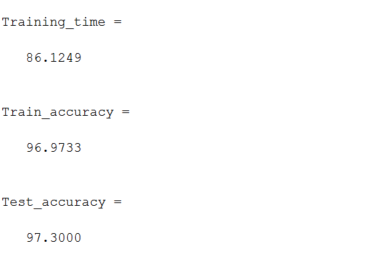 Training_time =
86.1249
Train_accuracy =
96.9733
Test_accuracy =
97.3000